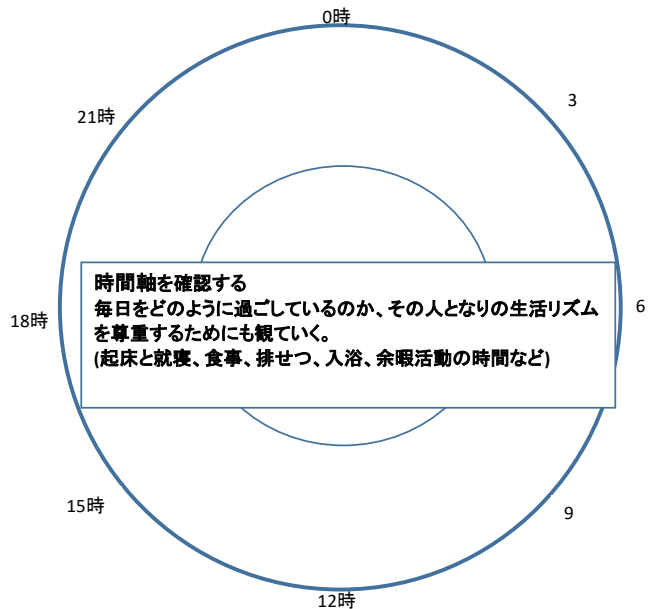 0時
3
21時
時間軸を確認する
毎日をどのように過ごしているのか、その人となりの生活リズム
を尊重するためにも観ていく。
(起床と就寝、食事、排せつ、入浴、余暇活動の時間など)
6
18時
15時
9
12時